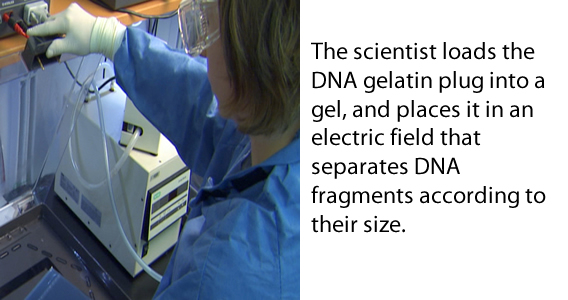 The scientist loads the
DNA gelatin plug into a
gel, and places it in an
electric field that
separates DNA
fragments according to
their size.